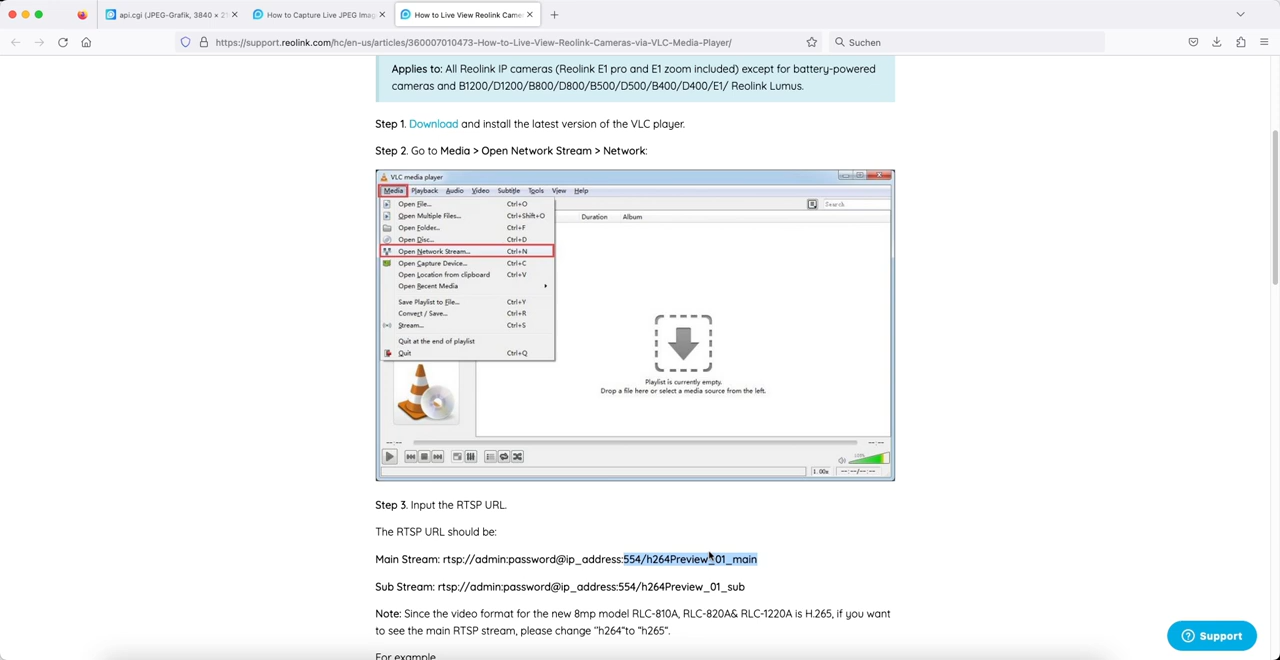 api.cgi (JPEG-Grafik, 3840 × 2
How to Capture Live JPEG Imag
How to Live View Reolink Came
https://support.reolink.com/hc/en-us/articles/360007010473-How-to-Live-View-Reolink-Cameras-via-VLC-Media-Player/
Suchen
Applies to: All Reolink IP cameras (Reolink E1 pro and E1 zoom included) except for battery-powered
cameras and B1200/D1200/B800/D800/B500/D500/B400/D400/E1/ Reolink Lumus.
Step 1. Download and install the latest version of the VLC player.
Step 2. Go to Media > Open Network Stream > Network:
VLC media player
Media Playback Audio Video Subtitle Tools View Help
Open File... Ctrl+O
Search
Open Multiple Files... Ctrl+Shift+O
Duration Album
Open Folder... Ctrl+F
Open Disc... Ctrl+D
Open Network Stream... Ctrl+N
Open Capture Device... Ctrl+C
Open Location from clipboard Ctrl+V
Open Recent Media
Save Playlist to File... Ctrl+Y
Convert / Save... Ctrl+R
Stream... Ctrl+S
Quit at the end of playlist
Quit Ctrl+Q
Playlist is currently empty.
Drop a file here or select a media source from the left.
--:-- --:--
100%
1.00x --:--/--:--
Step 3. Input the RTSP URL.
The RTSP URL should be:
Main Stream: rtsp://admin:password@ip_address:554/h264Preview_01_main
Sub Stream: rtsp://admin:password@ip_address:554/h264Preview_01_sub
Note: Since the video format for the new 8mp model RLC-810A, RLC-820A& RLC-1220A is H.265, if you want
to see the main RTSP stream, please change "h264"to "h265".
For example
Support